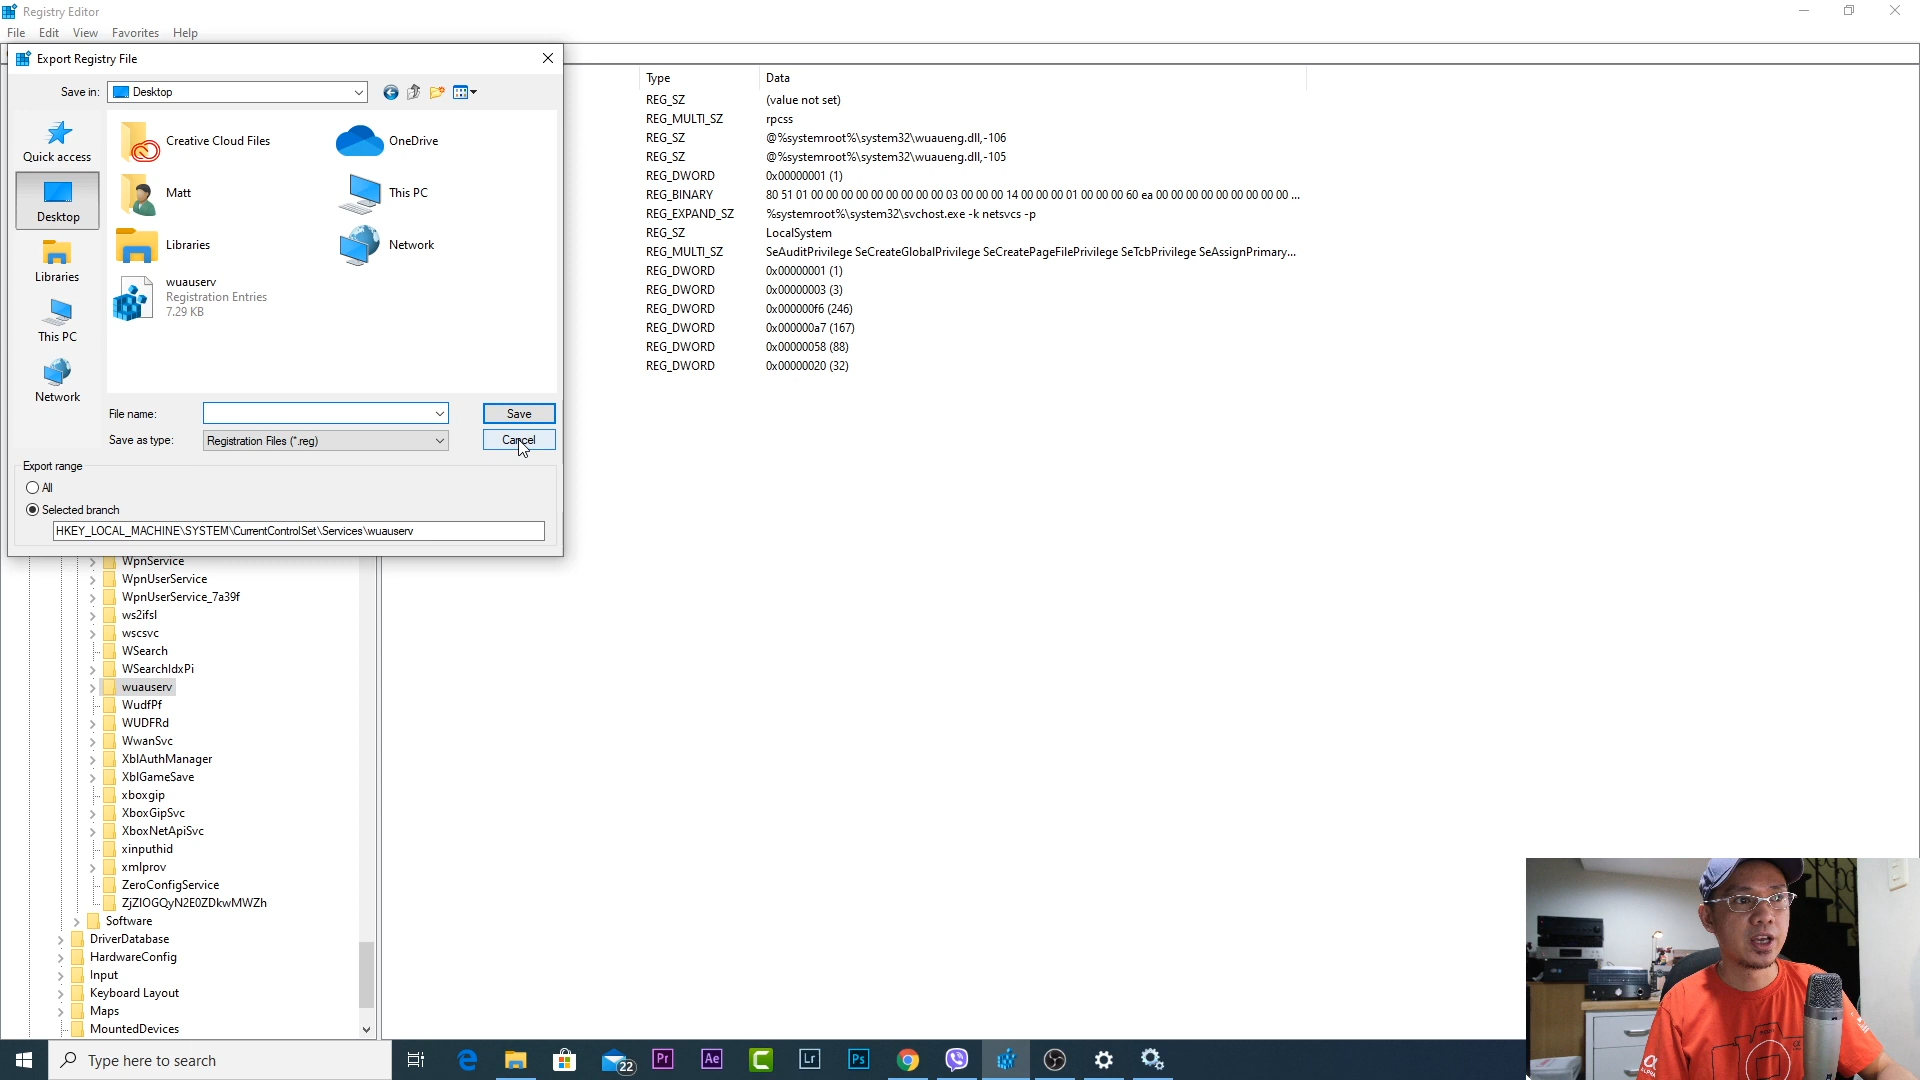 Registry Editor
File Edit View Favorites Help
Export Registry File
Save in: Desktop
Quick access
Desktop
Libraries
This PC
Network
Creative Cloud Files
OneDrive
Matt
This PC
Libraries
Network
wuauserv
Registration Entries
7.29 KB
File name:
Save
Save as type: Registration Files (*.reg)
Cancel
Export range
All
Selected branch
HKEY_LOCAL_MACHINE\SYSTEM\CurrentControlSet\Services\wuauserv
Type Data
REG_SZ (value not set)
REG_MULTI_SZ rpcss
REG_SZ @%systemroot%\system32\wuaueng.dll,-106
REG_SZ @%systemroot%\system32\wuaueng.dll,-105
REG_DWORD 0x00000001 (1)
REG_BINARY 80 51 01 00 00 00 00 00 00 00 00 00 03 00 00 00 14 00 00 00 01 00 00 00 60 ea 00 00 00 00 00 00 00 00 00 ...
REG_EXPAND_SZ %systemroot%\system32\svchost.exe -k netsvcs -p
REG_SZ LocalSystem
REG_MULTI_SZ SeAuditPrivilege SeCreateGlobalPrivilege SeCreatePageFilePrivilege SeTcbPrivilege SeAssignPrimary...
REG_DWORD 0x00000001 (1)
REG_DWORD 0x00000003 (3)
REG_DWORD 0x000000f6 (246)
REG_DWORD 0x000000a7 (167)
REG_DWORD 0x00000058 (88)
REG_DWORD 0x00000020 (32)
WpnService
WpnUserService
WpnUserService_7a39f
ws2ifsl
wscsvc
WSearch
WSearchIdxPi
wuauserv
WudfPf
WUDFRd
WwanSvc
XblAuthManager
XblGameSave
xboxgip
XboxGipSvc
XboxNetApiSvc
xinputhid
xmlprov
ZeroConfigService
ZjZlOGQyN2E0ZDkwMWZh
Software
DriverDatabase
HardwareConfig
Input
Keyboard Layout
Maps
MountedDevices
Type here to search
22
Pr
Ae
Lr
Ps